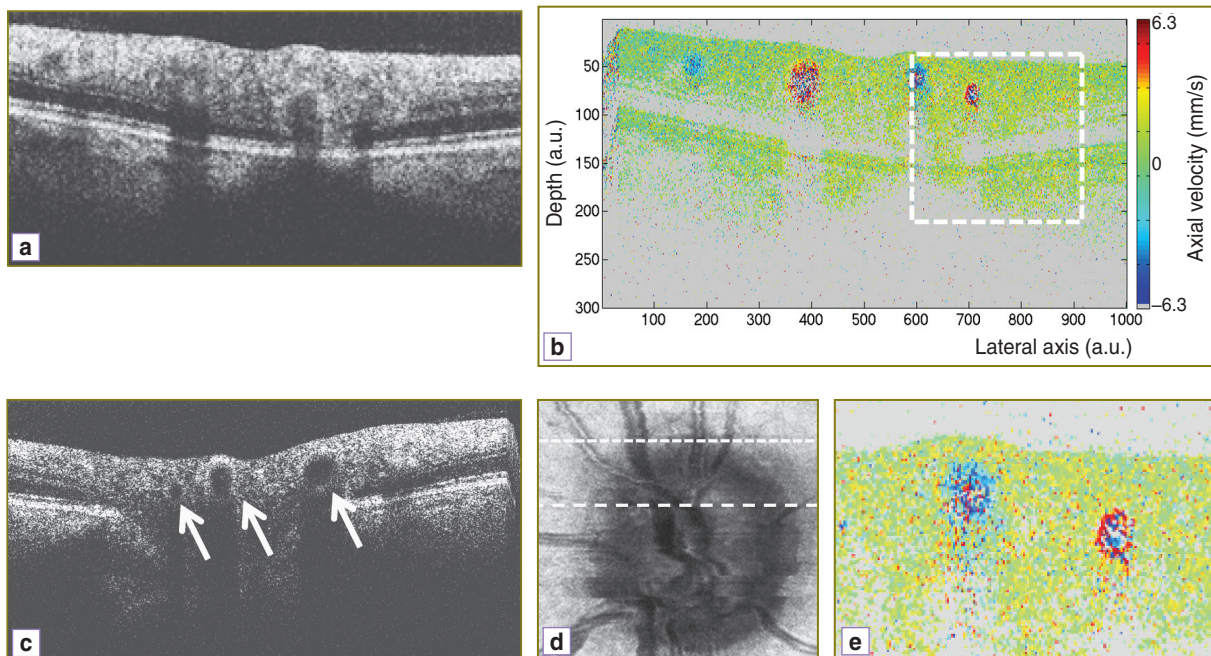 a
50
100
150
200
250
300
Depth (a.u.)
100 200 300 400 500 600 700 800 900 1000
Lateral axis (a.u.)
6.3
0
–6.3
Axial velocity (mm/s)
b
c
d
e